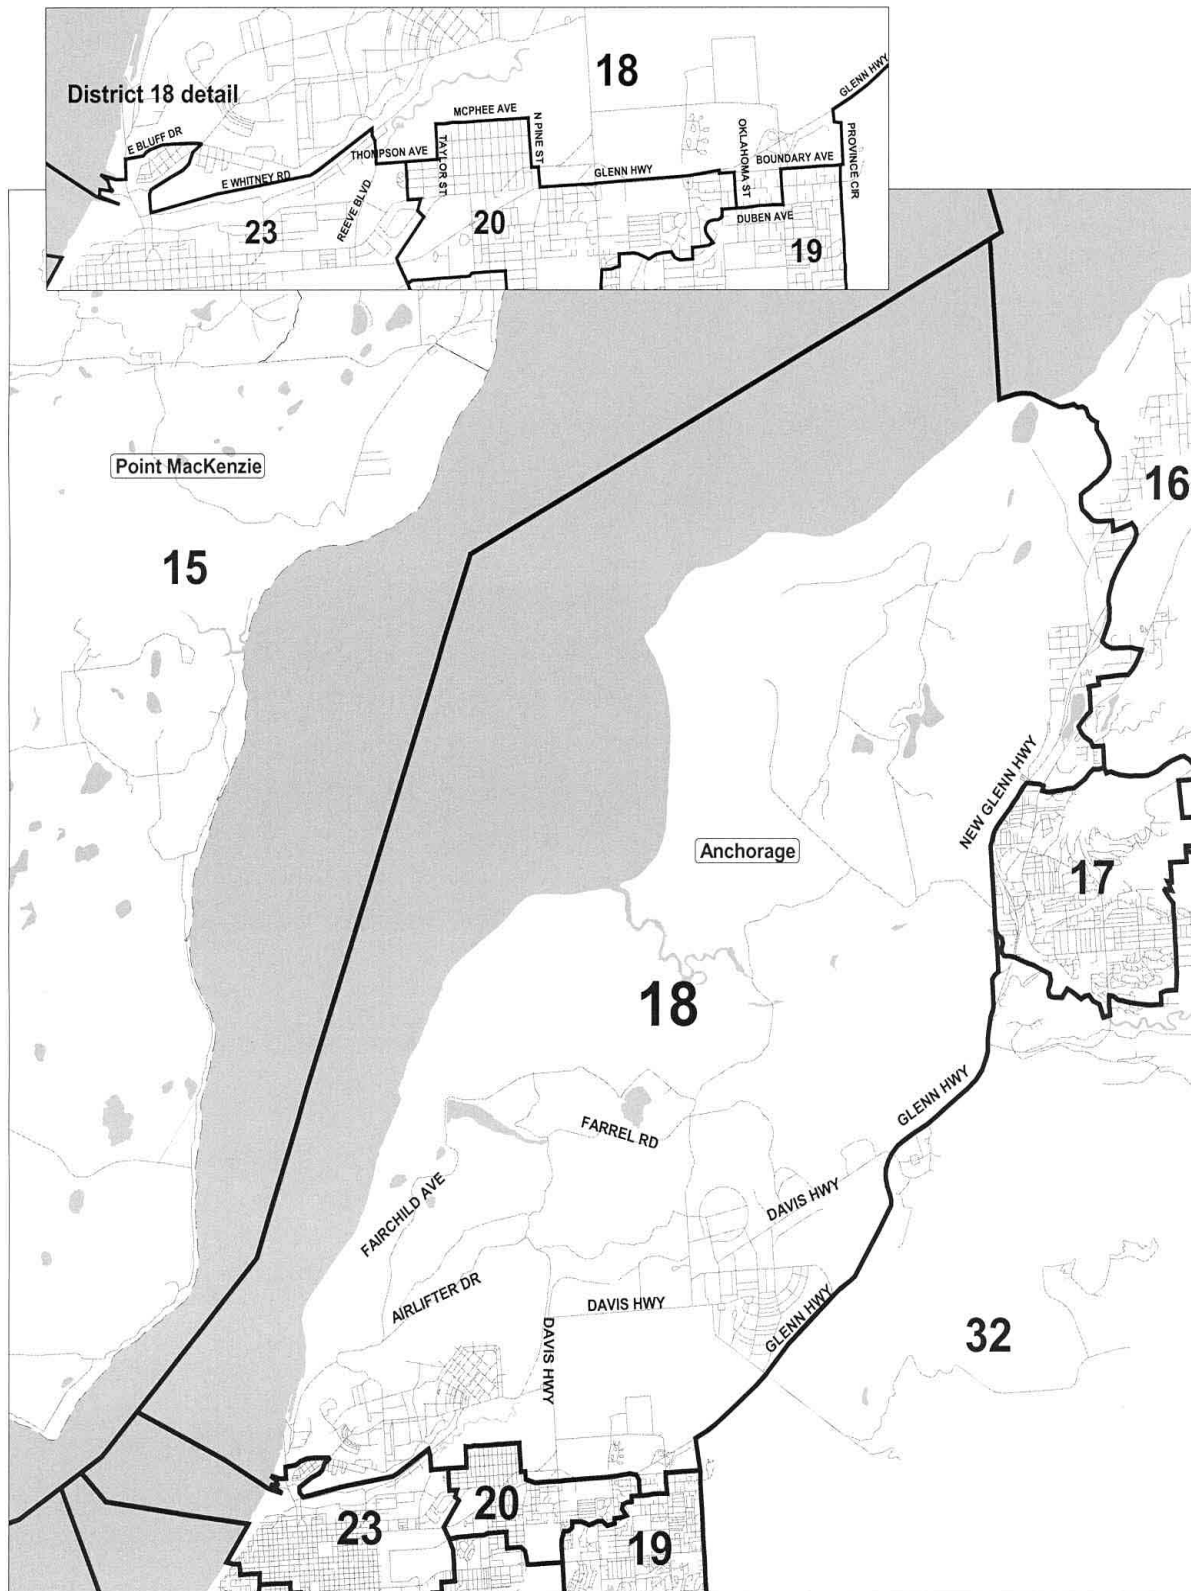 District 18 detail
18
GLENN HWY
MCPHEE AVE
E BLUFF DR
N PINE ST
THOMPSON AVE
TAYLOR ST
OKLAHOMA ST
PROVINCE CIR
BOUNDARY AVE
GLENN HWY
E WHITNEY RD
REEVE BLVD
23
20
DUBEN AVE
19
Point MacKenzie
16
15
NEW GLENN HWY
Anchorage
17
18
GLENN HWY
FARREL RD
DAVIS HWY
FAIRCHILD AVE
AIRLIFTER DR
DAVIS HWY
GLENN HWY
32
DAVIS HWY
20
23
19